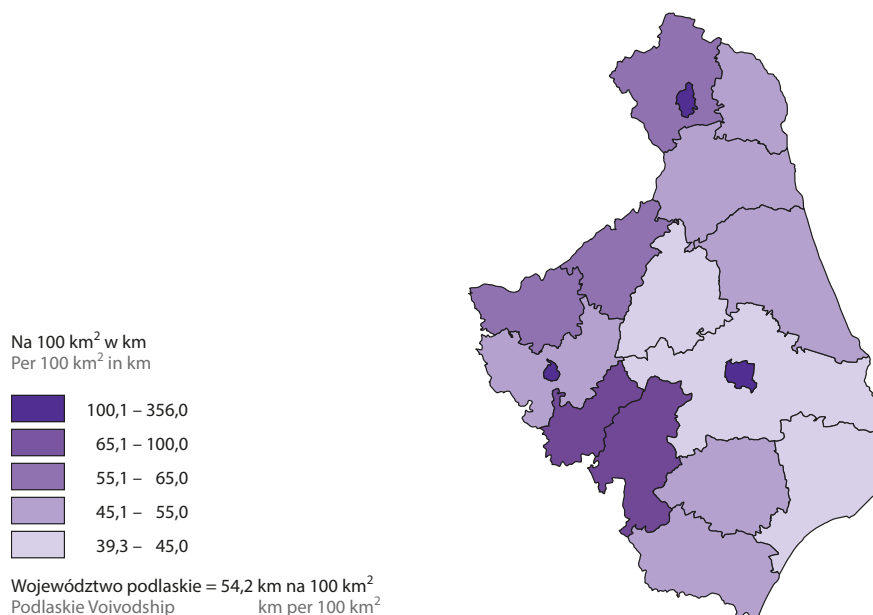 Na 100 km² w km
Per 100 km² in km
100,1 – 356,0
65,1 – 100,0
55,1 – 65,0
45,1 – 55,0
39,3 – 45,0
Województwo podlaskie = 54,2 km na 100 km²
Podlaskie Voivodship km per 100 km²